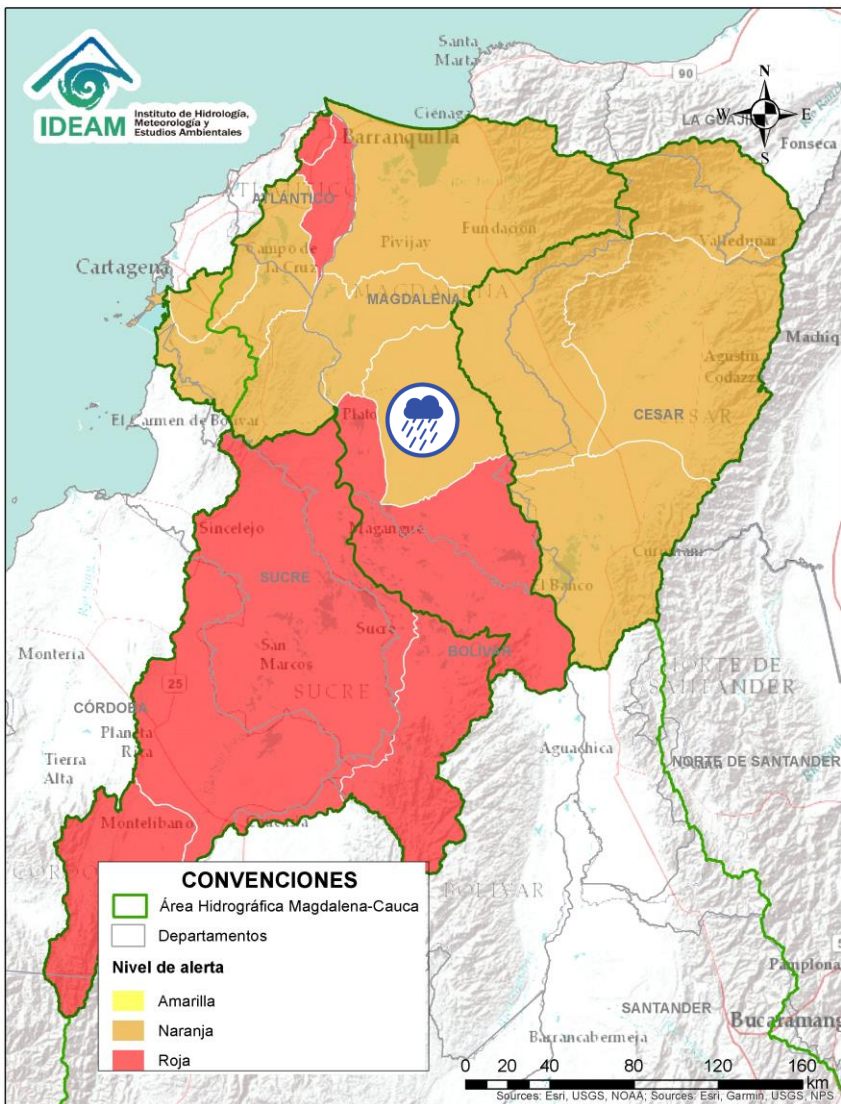 IDEAM
Instituto de Hidrología,
Meteorología y
Estudios Ambientales
Santa
Marta
90
N
W
E
S
LA GUAJI
Ciénaga
Fonseca
Barranquilla
ATLÁNTICO
Fundación
Pivijay
Valledupar
Campo de
la Cruz
Cartagena
MAGDALENA
Machiq
Agustín
Codazzi
CESAR
Plato
El Carmen de Bolívar
Sincelejo
Magangue
SUCRE
El Banco
Sucre
San
Marcos
BOLÍVAR
Montería
SUCRE
NORTE DE
SANTANDER
25
CÓRDOBA
Planeta
Rica
Aguachica
NORTE DE SANTANDER
Tierra
Alta
Montelibano
BOLÍVAR
CONVENCIONES
Área Hidrográfica Magdalena-Cauca
Departamentos
Nivel de alerta
Amarilla
Naranja
Roja
Pamplona
SANTANDER
Bucaramang
Barrancabermeja
0 20 40 80 120 160
km
Sources: Esri, USGS, NOAA; Sources: Esri, Garmin, USGS, NPS